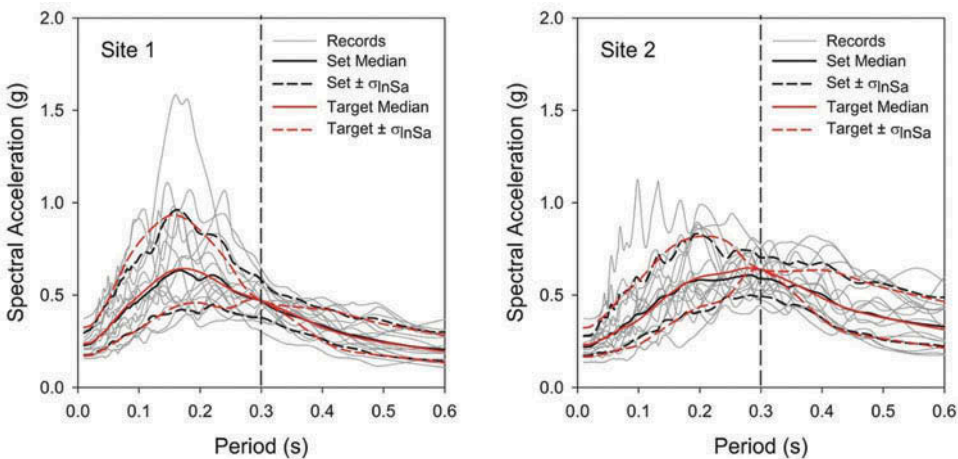 Site 1
Records
Set Median
Set ± σlnSa
Target Median
Target ± σlnSa
Spectral Acceleration (g)
2.0
1.5
1.0
0.5
0.0
0.0 0.1 0.2 0.3 0.4 0.5 0.6
Period (s)
Site 2
Records
Set Median
Set ± σlnSa
Target Median
Target ± σlnSa
Spectral Acceleration (g)
2.0
1.5
1.0
0.5
0.0
0.0 0.1 0.2 0.3 0.4 0.5 0.6
Period (s)